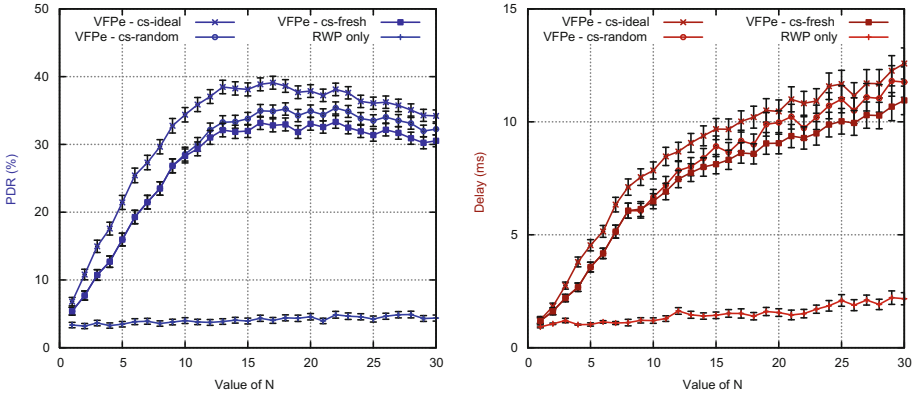 50
40
30
20
10
0
PDR (%)
0 5 10 15 20 25 30
Value of N
VFPe - cs-ideal
VFPe - cs-random
VFPe - cs-fresh
RWP only
15
10
5
0
Delay (ms)
0 5 10 15 20 25 30
Value of N
VFPe - cs-ideal
VFPe - cs-random
VFPe - cs-fresh
RWP only